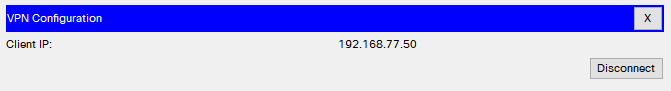 VPN Configuration X
Client IP: 192.168.77.50
Disconnect